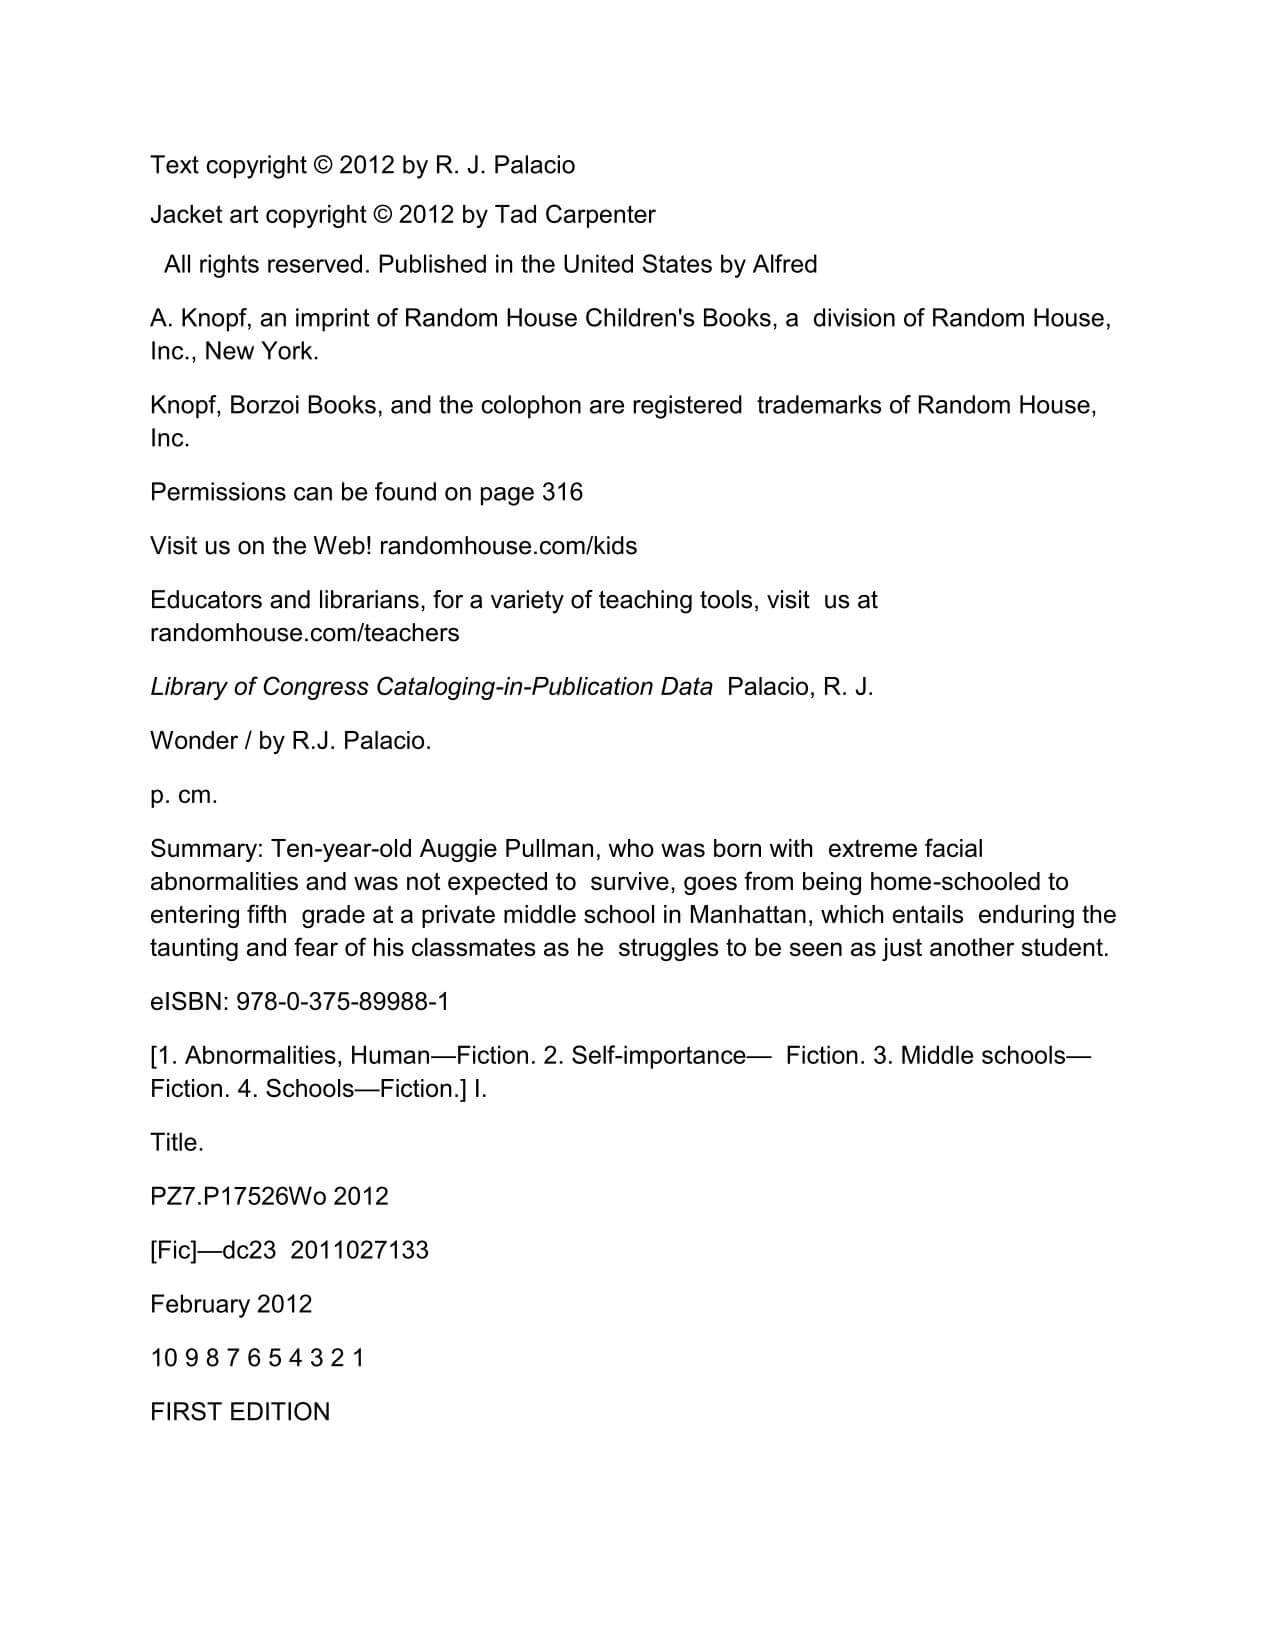 Text copyright © 2012 by R. J. Palacio
Jacket art copyright © 2012 by Tad Carpenter
All rights reserved. Published in the United States by Alfred
A. Knopf, an imprint of Random House Children's Books, a  division of Random House,
Inc., New York.
Knopf, Borzoi Books, and the colophon are registered  trademarks of Random House,
Inc.
Permissions can be found on page 316
Visit us on the Web! randomhouse.com/kids
Educators and librarians, for a variety of teaching tools, visit  us at
randomhouse.com/teachers
Library of Congress Cataloging-in-Publication Data  Palacio, R. J.
Wonder / by R.J. Palacio.
p. cm.
Summary: Ten-year-old Auggie Pullman, who was born with  extreme facial
abnormalities and was not expected to  survive, goes from being home-schooled to
entering fifth  grade at a private middle school in Manhattan, which entails  enduring the
taunting and fear of his classmates as he  struggles to be seen as just another student.
eISBN: 978-0-375-89988-1
[1. Abnormalities, Human—Fiction. 2. Self-importance—  Fiction. 3. Middle schools—
Fiction. 4. Schools—Fiction.] I.
Title.
PZ7.P17526Wo 2012
[Fic]—dc23  2011027133
February 2012
10 9 8 7 6 5 4 3 2 1
FIRST EDITION